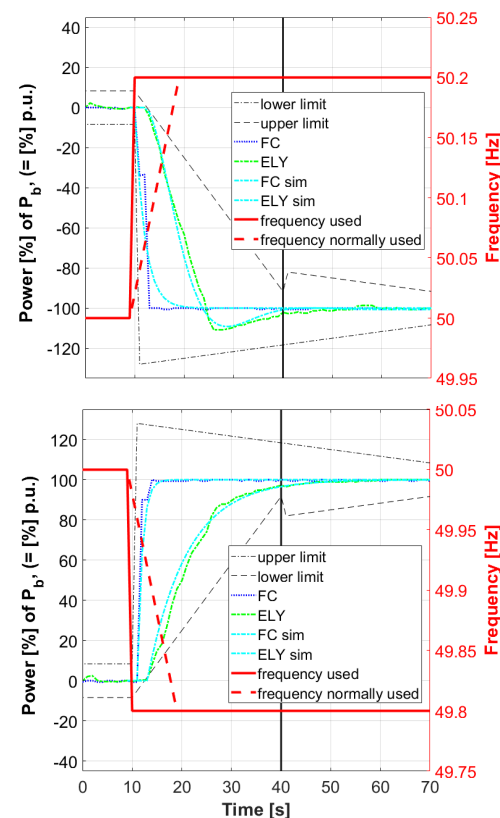 40
20
0
-20
-40
-60
-80
-100
-120
Power [%] of Pb, (= [%] p.u.)
50.25
50.2
50.15
50.1
50.05
50
49.95
Frequency [Hz]
lower limit
upper limit
FC
ELY
FC sim
ELY sim
frequency used
frequency normally used
120
100
80
60
40
20
0
-20
-40
Power [%] of Pb, (= [%] p.u.)
50.05
50
49.95
49.9
49.85
49.8
49.75
Frequency [Hz]
upper limit
lower limit
FC
ELY
FC sim
ELY sim
frequency used
frequency normally used
0 10 20 30 40 50 60 70
Time [s]